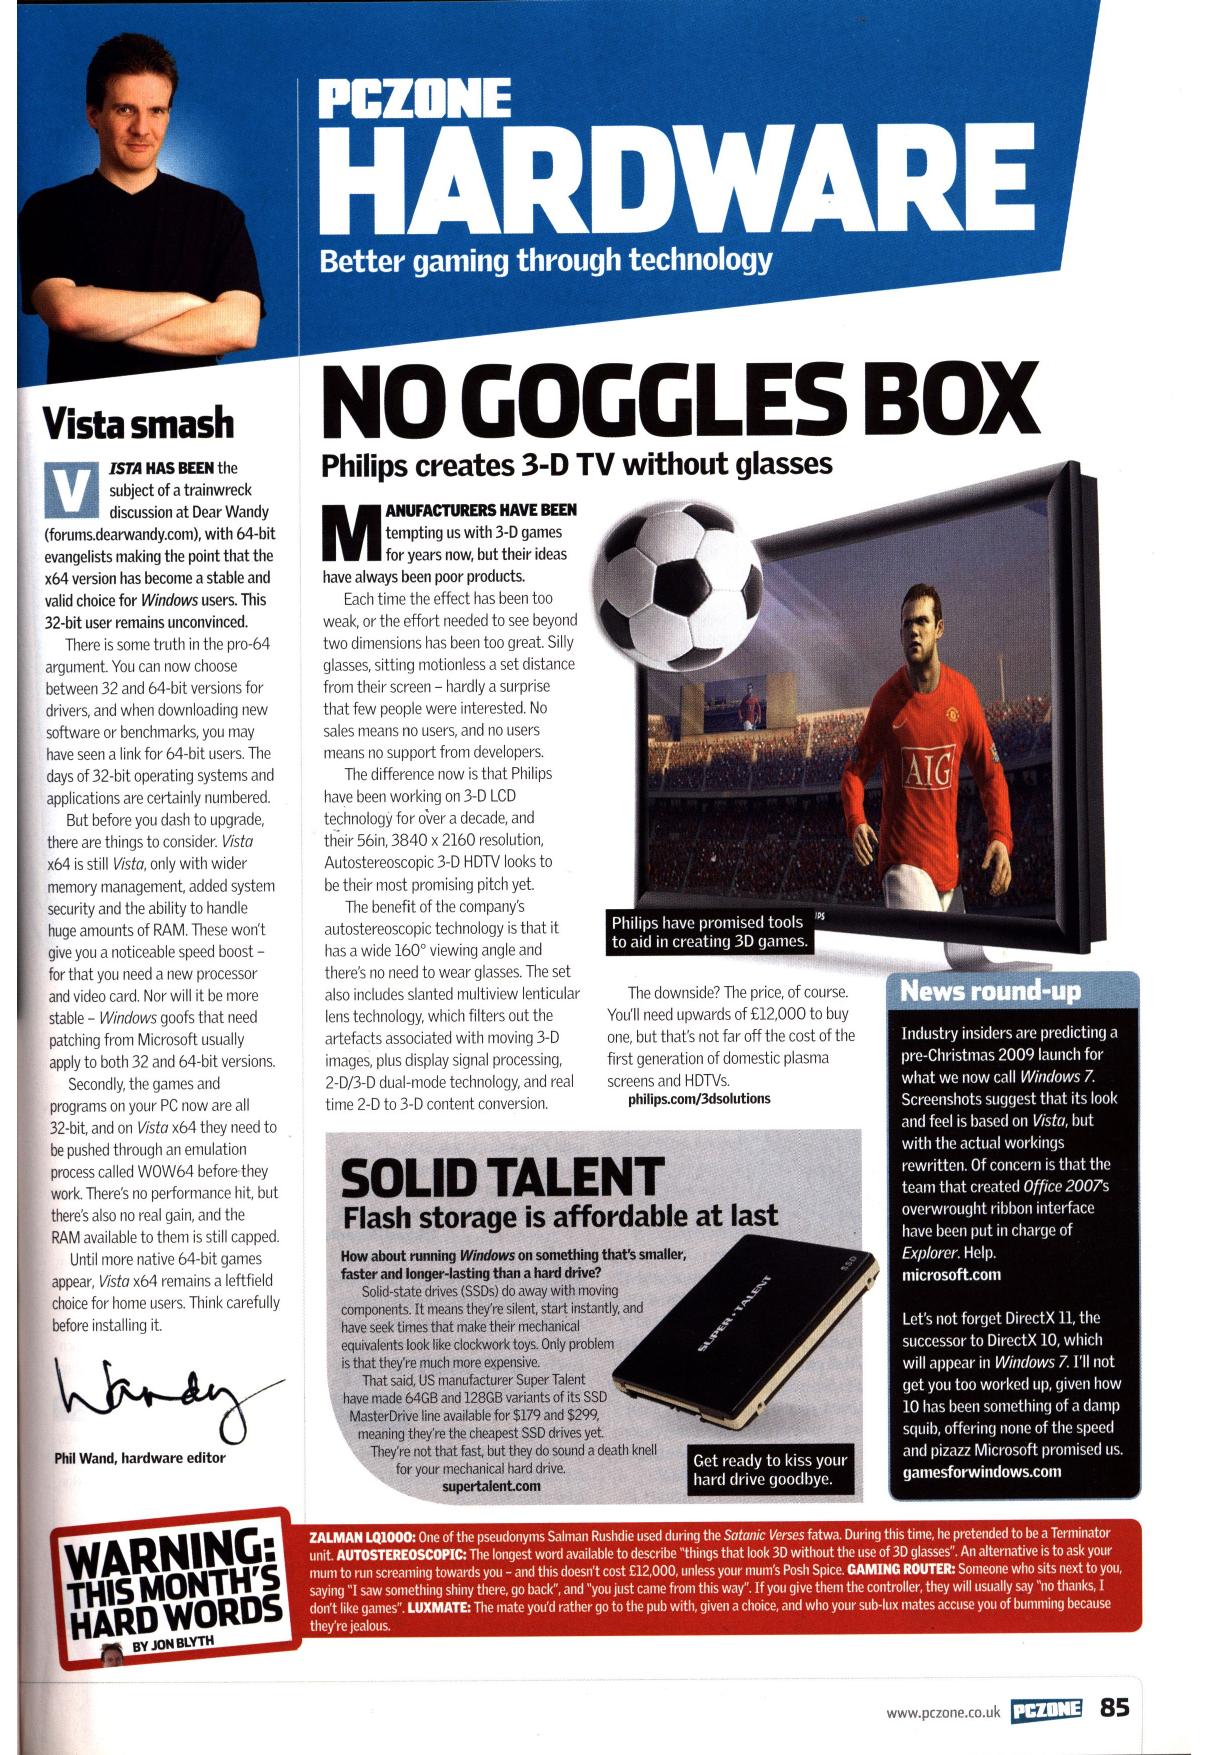 PCZONE
HARDWARE
Better gaming through technology
Vista smash
VISTA HAS BEEN the
subject of a trainwreck
discussion at Dear Wandy
(forums.dearwandy.com), with 64-bit
evangelists making the point that the
x64 version has become a stable and
valid choice for Windows users. This
32-bit user remains unconvinced.
There is some truth in the pro-64
argument. You can now choose
between 32 and 64-bit versions for
drivers, and when downloading new
software or benchmarks, you may
have seen a link for 64-bit users. The
days of 32-bit operating systems and
applications are certainly numbered.
But before you dash to upgrade,
there are things to consider. Vista
x64 is still Vista, only with wider
memory management, added system
security and the ability to handle
huge amounts of RAM. These won't
give you a noticeable speed boost –
for that you need a new processor
and video card. Nor will it be more
stable – Windows goofs that need
patching from Microsoft usually
apply to both 32 and 64-bit versions.
Secondly, the games and
programs on your PC now are all
32-bit, and on Vista x64 they need to
be pushed through an emulation
process called WOW64 before they
work. There's no performance hit, but
there's also no real gain, and the
RAM available to them is still capped.
Until more native 64-bit games
appear, Vista x64 remains a leftfield
choice for home users. Think carefully
before installing it.
Wandy
Phil Wand, hardware editor
NO GOGGLES BOX
Philips creates 3-D TV without glasses
MANUFACTURERS HAVE BEEN
tempting us with 3-D games
for years now, but their ideas
have always been poor products.
Each time the effect has been too
weak, or the effort needed to see beyond
two dimensions has been too great. Silly
glasses, sitting motionless a set distance
from their screen – hardly a surprise
that few people were interested. No
sales means no users, and no users
means no support from developers.
The difference now is that Philips
have been working on 3-D LCD
technology for over a decade, and
their 56in, 3840 x 2160 resolution,
Autostereoscopic 3-D HDTV looks to
be their most promising pitch yet.
The benefit of the company's
autostereoscopic technology is that it
has a wide 160° viewing angle and
there's no need to wear glasses. The set
also includes slanted multiview lenticular
lens technology, which filters out the
artefacts associated with moving 3-D
images, plus display signal processing,
2-D/3-D dual-mode technology, and real
time 2-D to 3-D content conversion.
AIG
Philips have promised tools
to aid in creating 3D games.
The downside? The price, of course.
You'll need upwards of £12,000 to buy
one, but that's not far off the cost of the
first generation of domestic plasma
screens and HDTVs.
philips.com/3dsolutions
SOLID TALENT
Flash storage is affordable at last
How about running Windows on something that's smaller,
faster and longer-lasting than a hard drive?
Solid-state drives (SSDs) do away with moving
components. It means they're silent, start instantly, and
have seek times that make their mechanical
equivalents look like clockwork toys. Only problem
is that they're much more expensive.
That said, US manufacturer Super Talent
have made 64GB and 128GB variants of its SSD
MasterDrive line available for $179 and $299,
meaning they're the cheapest SSD drives yet.
They're not that fast, but they do sound a death knell
for your mechanical hard drive.
supertalent.com
SUPER★TALENT
SSD
Get ready to kiss your
hard drive goodbye.
News round-up
Industry insiders are predicting a
pre-Christmas 2009 launch for
what we now call Windows 7.
Screenshots suggest that its look
and feel is based on Vista, but
with the actual workings
rewritten. Of concern is that the
team that created Office 2007's
overwrought ribbon interface
have been put in charge of
Explorer. Help.
microsoft.com
Let's not forget DirectX 11, the
successor to DirectX 10, which
will appear in Windows 7. I'll not
get you too worked up, given how
10 has been something of a damp
squib, offering none of the speed
and pizazz Microsoft promised us.
gamesforwindows.com
WARNING:
THIS MONTH'S
HARD WORDS
BY JON BLYTH
ZALMAN LQ1000: One of the pseudonyms Salman Rushdie used during the Satanic Verses fatwa. During this time, he pretended to be a Terminator
unit. AUTOSTEREOSCOPIC: The longest word available to describe "things that look 3D without the use of 3D glasses". An alternative is to ask your
mum to run screaming towards you – and this doesn't cost £12,000, unless your mum's Posh Spice. GAMING ROUTER: Someone who sits next to you,
saying "I saw something shiny there, go back", and "you just came from this way". If you give them the controller, they will usually say "no thanks, I
don't like games". LUXMATE: The mate you'd rather go to the pub with, given a choice, and who your sub-lux mates accuse you of bumming because
they're jealous.
www.pczone.co.uk PCZONE 85